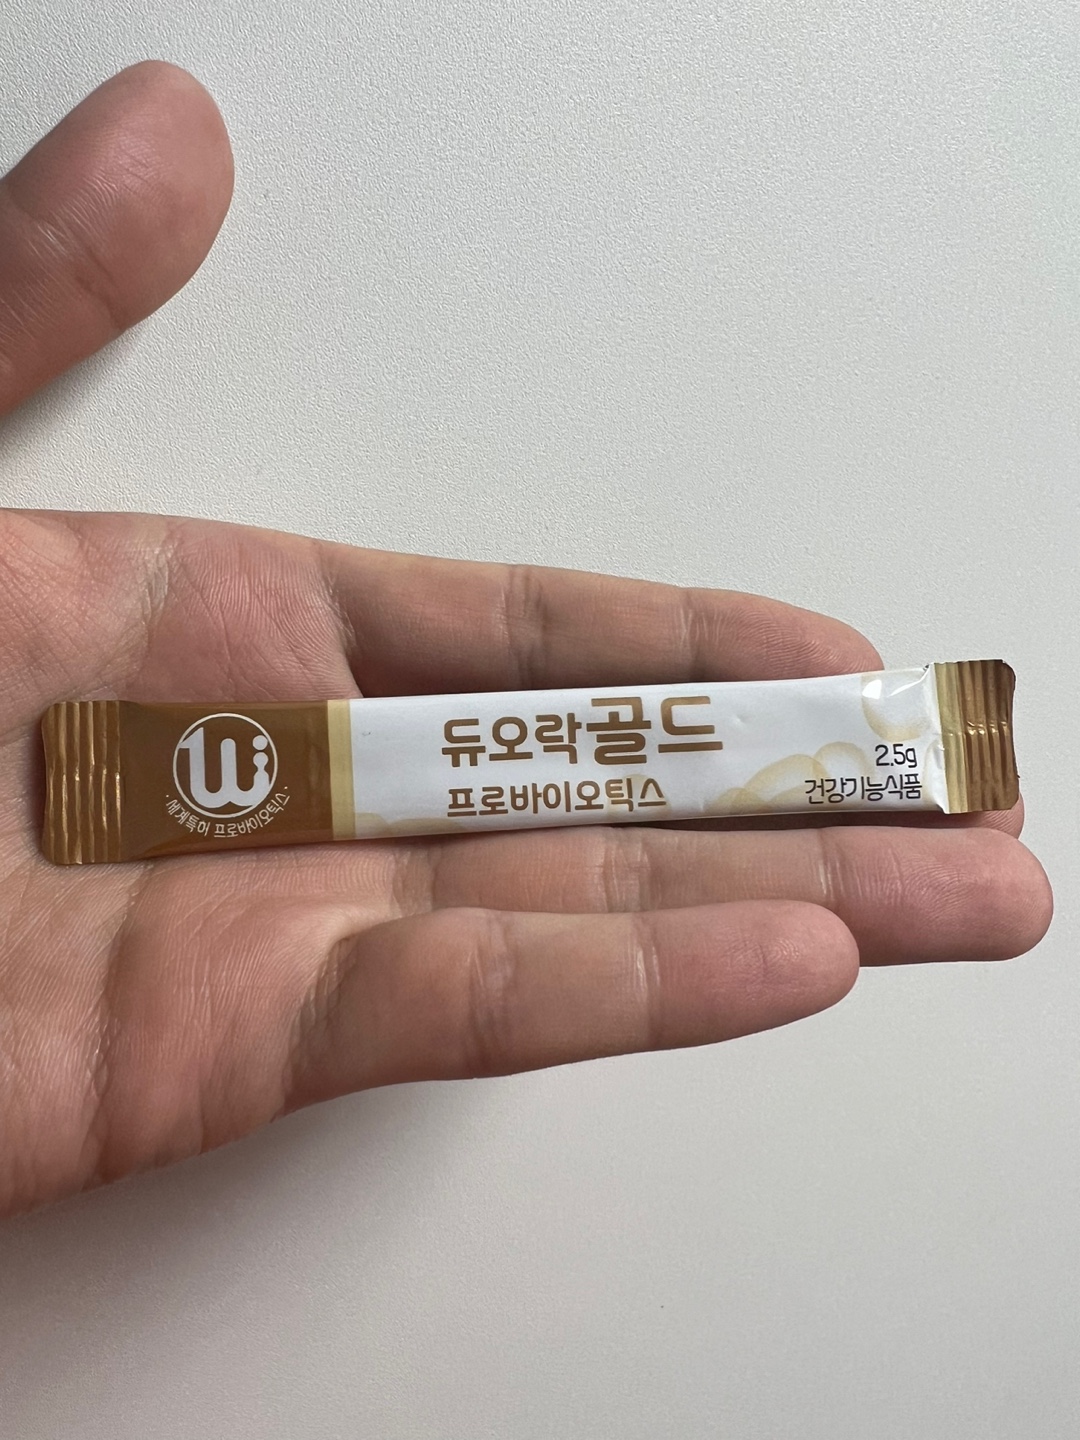 듀오락골드
프로바이오틱스
2.5g
건강기능식품
· 세계특허 프로바이오틱스 ·